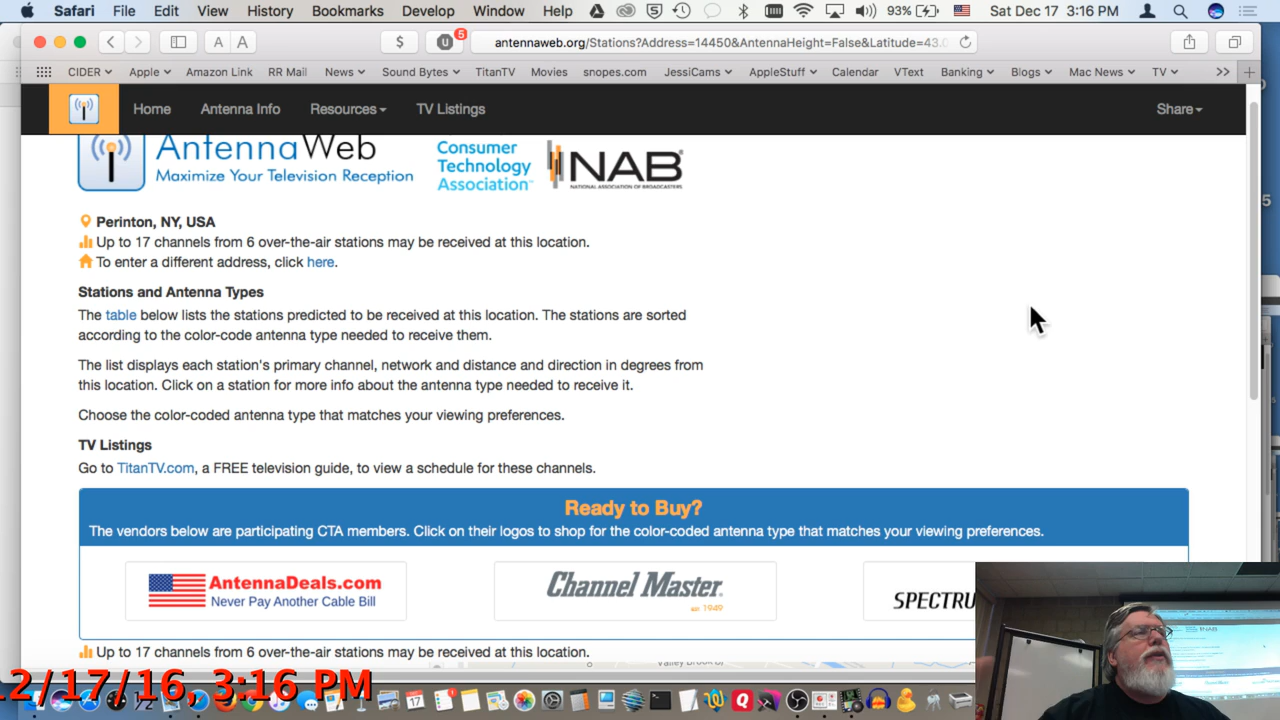 Safari File Edit View History Bookmarks Develop Window Help 93% Sat Dec 17 3:16 PM
A A $ 5 antennaweb.org/Stations?Address=14450&AntennaHeight=False&Latitude=43.0
CIDER Apple Amazon Link RR Mail News Sound Bytes TitanTV Movies snopes.com JessiCams AppleStuff Calendar VText Banking Blogs Mac News TV >> +
Home Antenna Info Resources TV Listings Share
AntennaWeb
Maximize Your Television Reception
Consumer
Technology
Association™
NAB
NATIONAL ASSOCIATION OF BROADCASTERS
Perinton, NY, USA
Up to 17 channels from 6 over-the-air stations may be received at this location.
To enter a different address, click here.
Stations and Antenna Types
The table below lists the stations predicted to be received at this location. The stations are sorted
according to the color-code antenna type needed to receive them.
The list displays each station's primary channel, network and distance and direction in degrees from
this location. Click on a station for more info about the antenna type needed to receive it.
Choose the color-coded antenna type that matches your viewing preferences.
TV Listings
Go to TitanTV.com, a FREE television guide, to view a schedule for these channels.
Ready to Buy?
The vendors below are participating CTA members. Click on their logos to shop for the color-coded antenna type that matches your viewing preferences.
AntennaDeals.com
Never Pay Another Cable Bill
Channel Master
EST. 1949
SPECTRU
Up to 17 channels from 6 over-the-air stations may be received at this location.
2/17/16, 3:16 PM